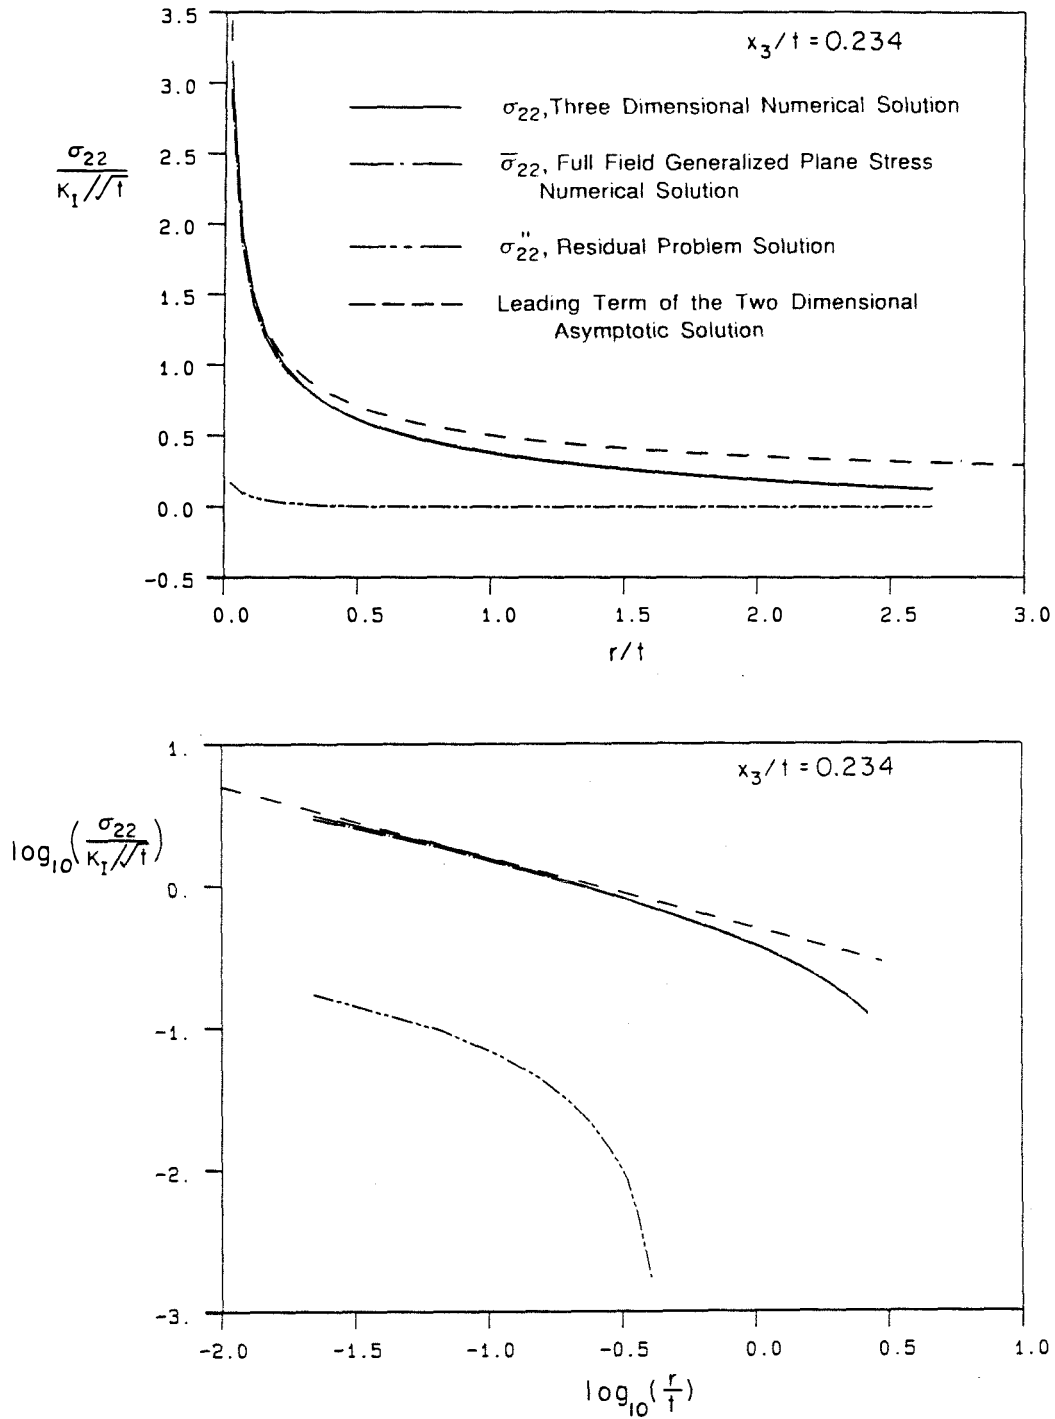 3.5
x₃/t = 0.234
3.0
σ₂₂, Three Dimensional Numerical Solution
2.5
σ₂₂
K_I/√t
σ̅₂₂, Full Field Generalized Plane Stress
Numerical Solution
2.0
σ₂₂'', Residual Problem Solution
1.5
Leading Term of the Two Dimensional
Asymptotic Solution
1.0
0.5
0.0
-0.5
0.0 0.5 1.0 1.5 2.0 2.5 3.0
r/t
1.
x₃/t = 0.234
log₁₀(σ₂₂ / K_I/√t)
0.
-1.
-2.
-3.
-2.0 -1.5 -1.0 -0.5 0.0 0.5 1.0
log₁₀(r/t)